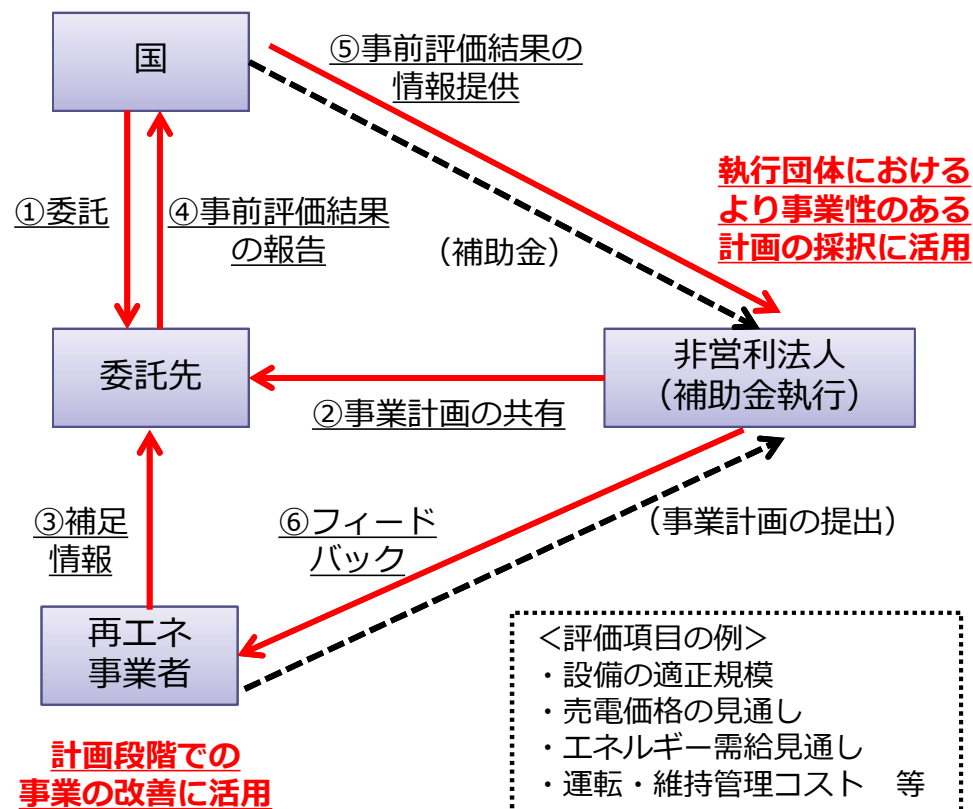 国
⑤事前評価結果の
情報提供
執行団体における
より事業性のある
計画の採択に活用
①委託
④事前評価結果
の報告
（補助金）
委託先
非営利法人
（補助金執行）
②事業計画の共有
③補足
情報
⑥フィード
バック
（事業計画の提出）
再エネ
事業者
計画段階での
事業の改善に活用
＜評価項目の例＞
・設備の適正規模
・売電価格の見通し
・エネルギー需給見通し
・運転・維持管理コスト　等